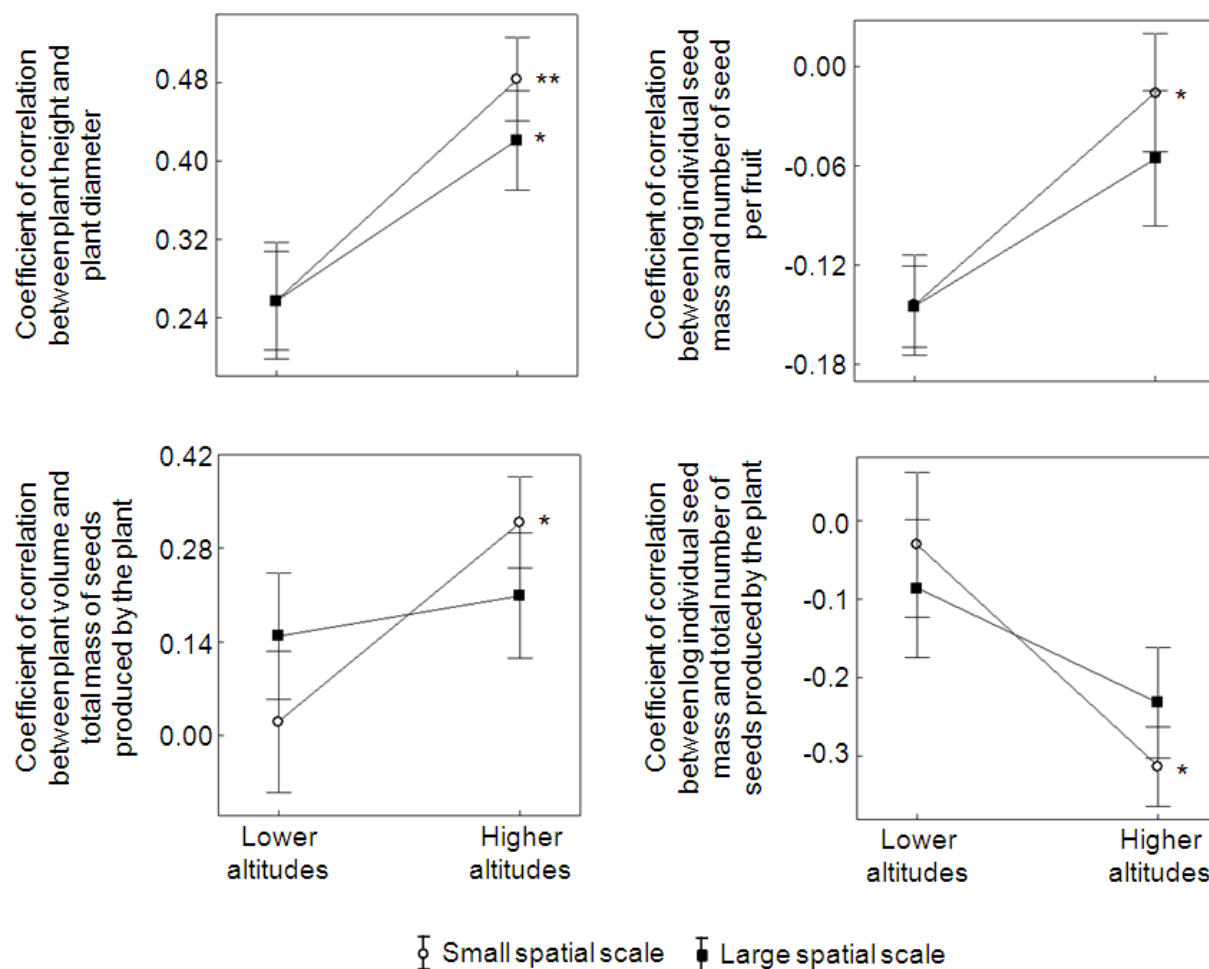 Coefficient of correlation
between plant height and
plant diameter
0.48
0.40
0.32
0.24
**
*
Coefficient of correlation
between log individual seed
mass and number of seed
per fruit
0.00
-0.06
-0.12
-0.18
*
Coefficient of correlation
between plant volume and
total mass of seeds
produced by the plant
0.42
0.28
0.14
0.00
*
Lower
altitudes
Higher
altitudes
Coefficient of correlation
between log individual seed
mass and total number of
seeds produced by the plant
0.0
-0.1
-0.2
-0.3
*
Lower
altitudes
Higher
altitudes
Small spatial scale
Large spatial scale